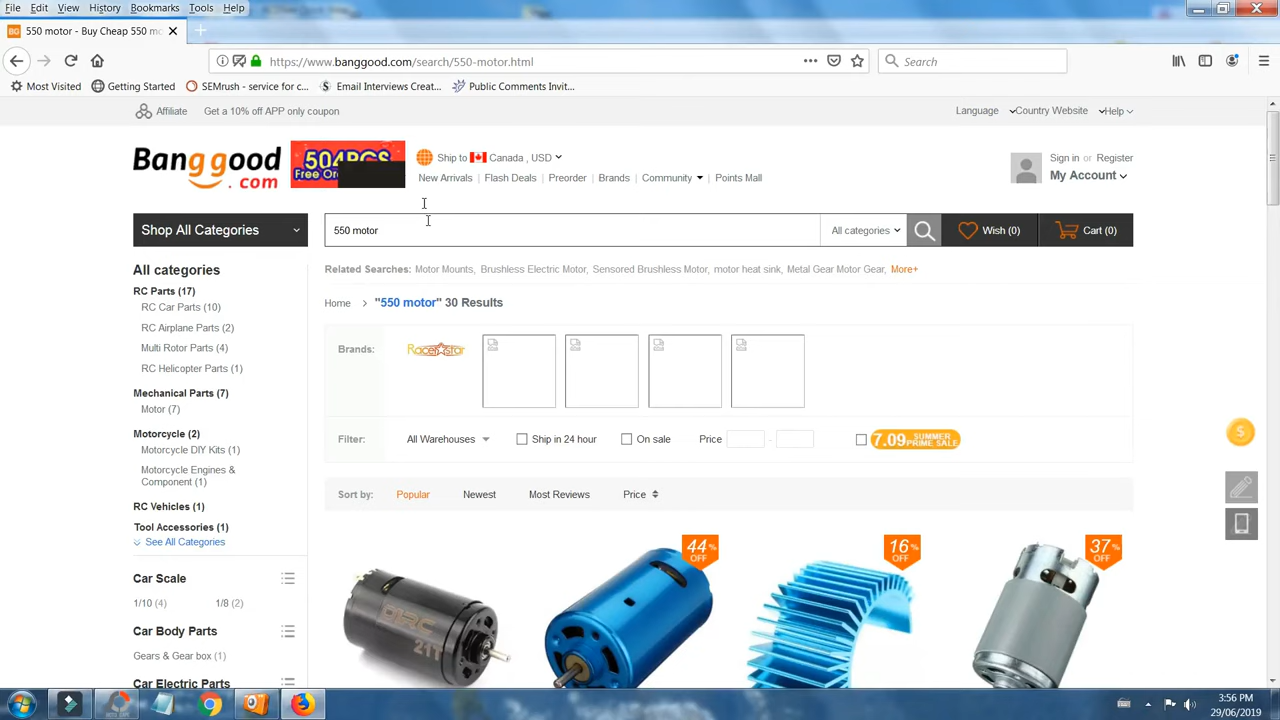 File Edit View History Bookmarks Tools Help
BG 550 motor - Buy Cheap 550 mo
https://www.banggood.com/search/550-motor.html
Search
Most Visited Getting Started SEMrush - service for c... Email Interviews Creat... Public Comments Invit...
Affiliate Get a 10% off APP only coupon
Language Country Website Help
Banggood.com
504PCS
Free Or
Ship to Canada , USD
New Arrivals Flash Deals Preorder Brands Community Points Mall
Sign in or Register
My Account
Shop All Categories
550 motor
All categories
Wish (0)
Cart (0)
Related Searches: Motor Mounts, Brushless Electric Motor, Sensored Brushless Motor, motor heat sink, Metal Gear Motor Gear, More+
Home > "550 motor" 30 Results
All categories
RC Parts (17)
RC Car Parts (10)
RC Airplane Parts (2)
Multi Rotor Parts (4)
RC Helicopter Parts (1)
Mechanical Parts (7)
Motor (7)
Motorcycle (2)
Motorcycle DIY Kits (1)
Motorcycle Engines &
Component (1)
RC Vehicles (1)
Tool Accessories (1)
See All Categories
Car Scale
1/10 (4) 1/8 (2)
Car Body Parts
Gears & Gear box (1)
Car Electric Parts
Brands: Racerstar
Filter: All Warehouses Ship in 24 hour On sale Price - 7.09 SUMMER PRIME SALE
Sort by: Popular Newest Most Reviews Price
44% OFF
16% OFF
37% OFF
21T
$
3:56 PM
29/06/2019